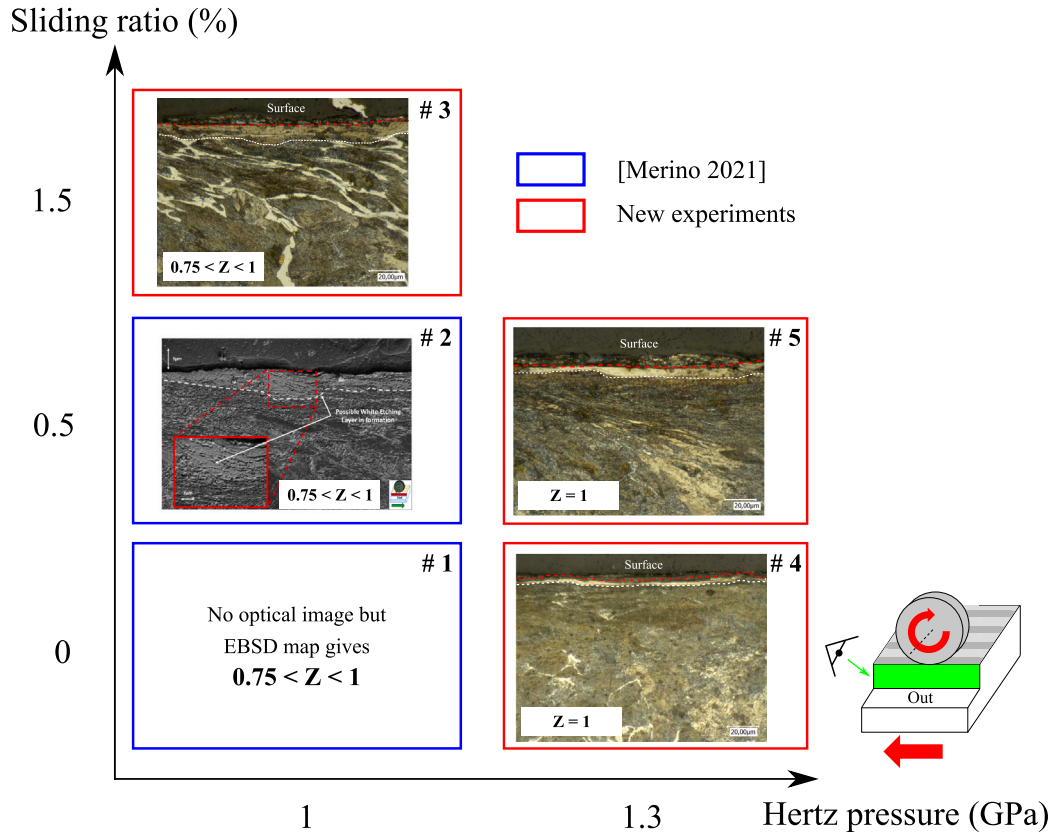 Sliding ratio (%)
# 3
Surface
1.5
0.75 < Z < 1
20,00µm
[Merino 2021]
New experiments
# 2
0.5
Possible White Etching
Layer in formation
0.75 < Z < 1
# 5
Surface
Z = 1
20,00µm
# 1
0
No optical image but
EBSD map gives
0.75 < Z < 1
# 4
Surface
Z = 1
20,00µm
Out
1
1.3
Hertz pressure (GPa)